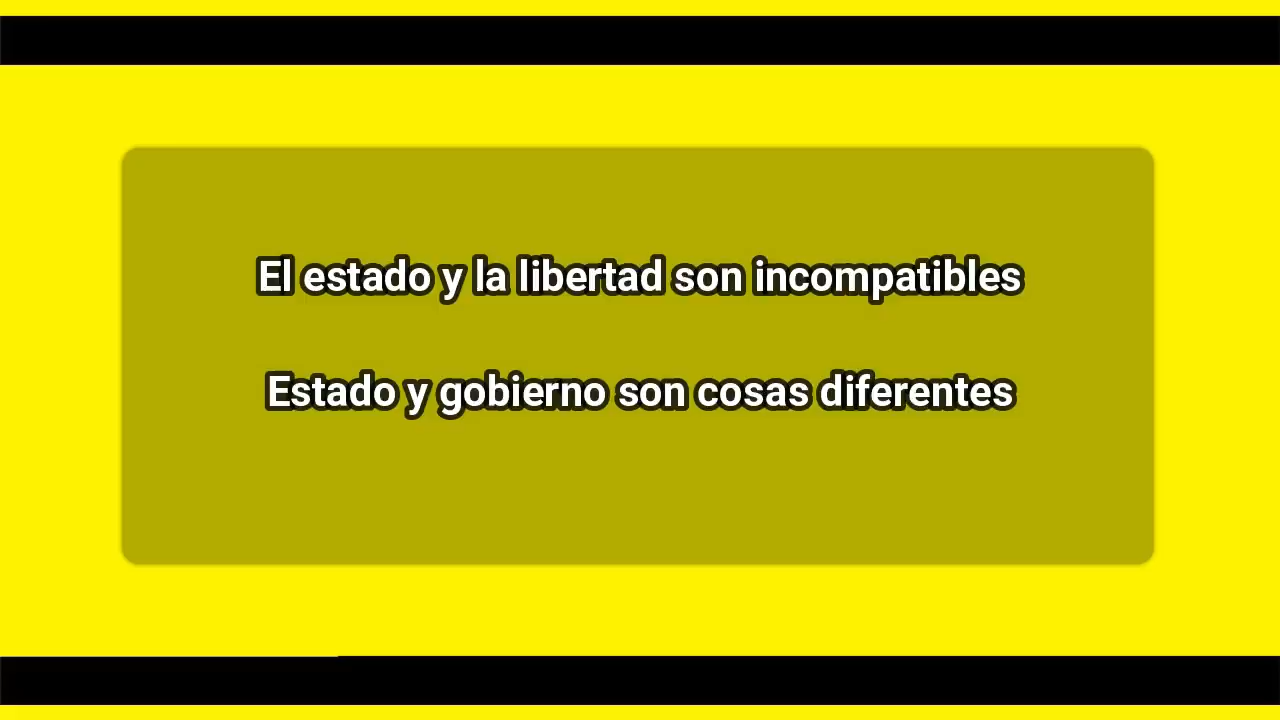 El estado y la libertad son incompatibles
Estado y gobierno son cosas diferentes